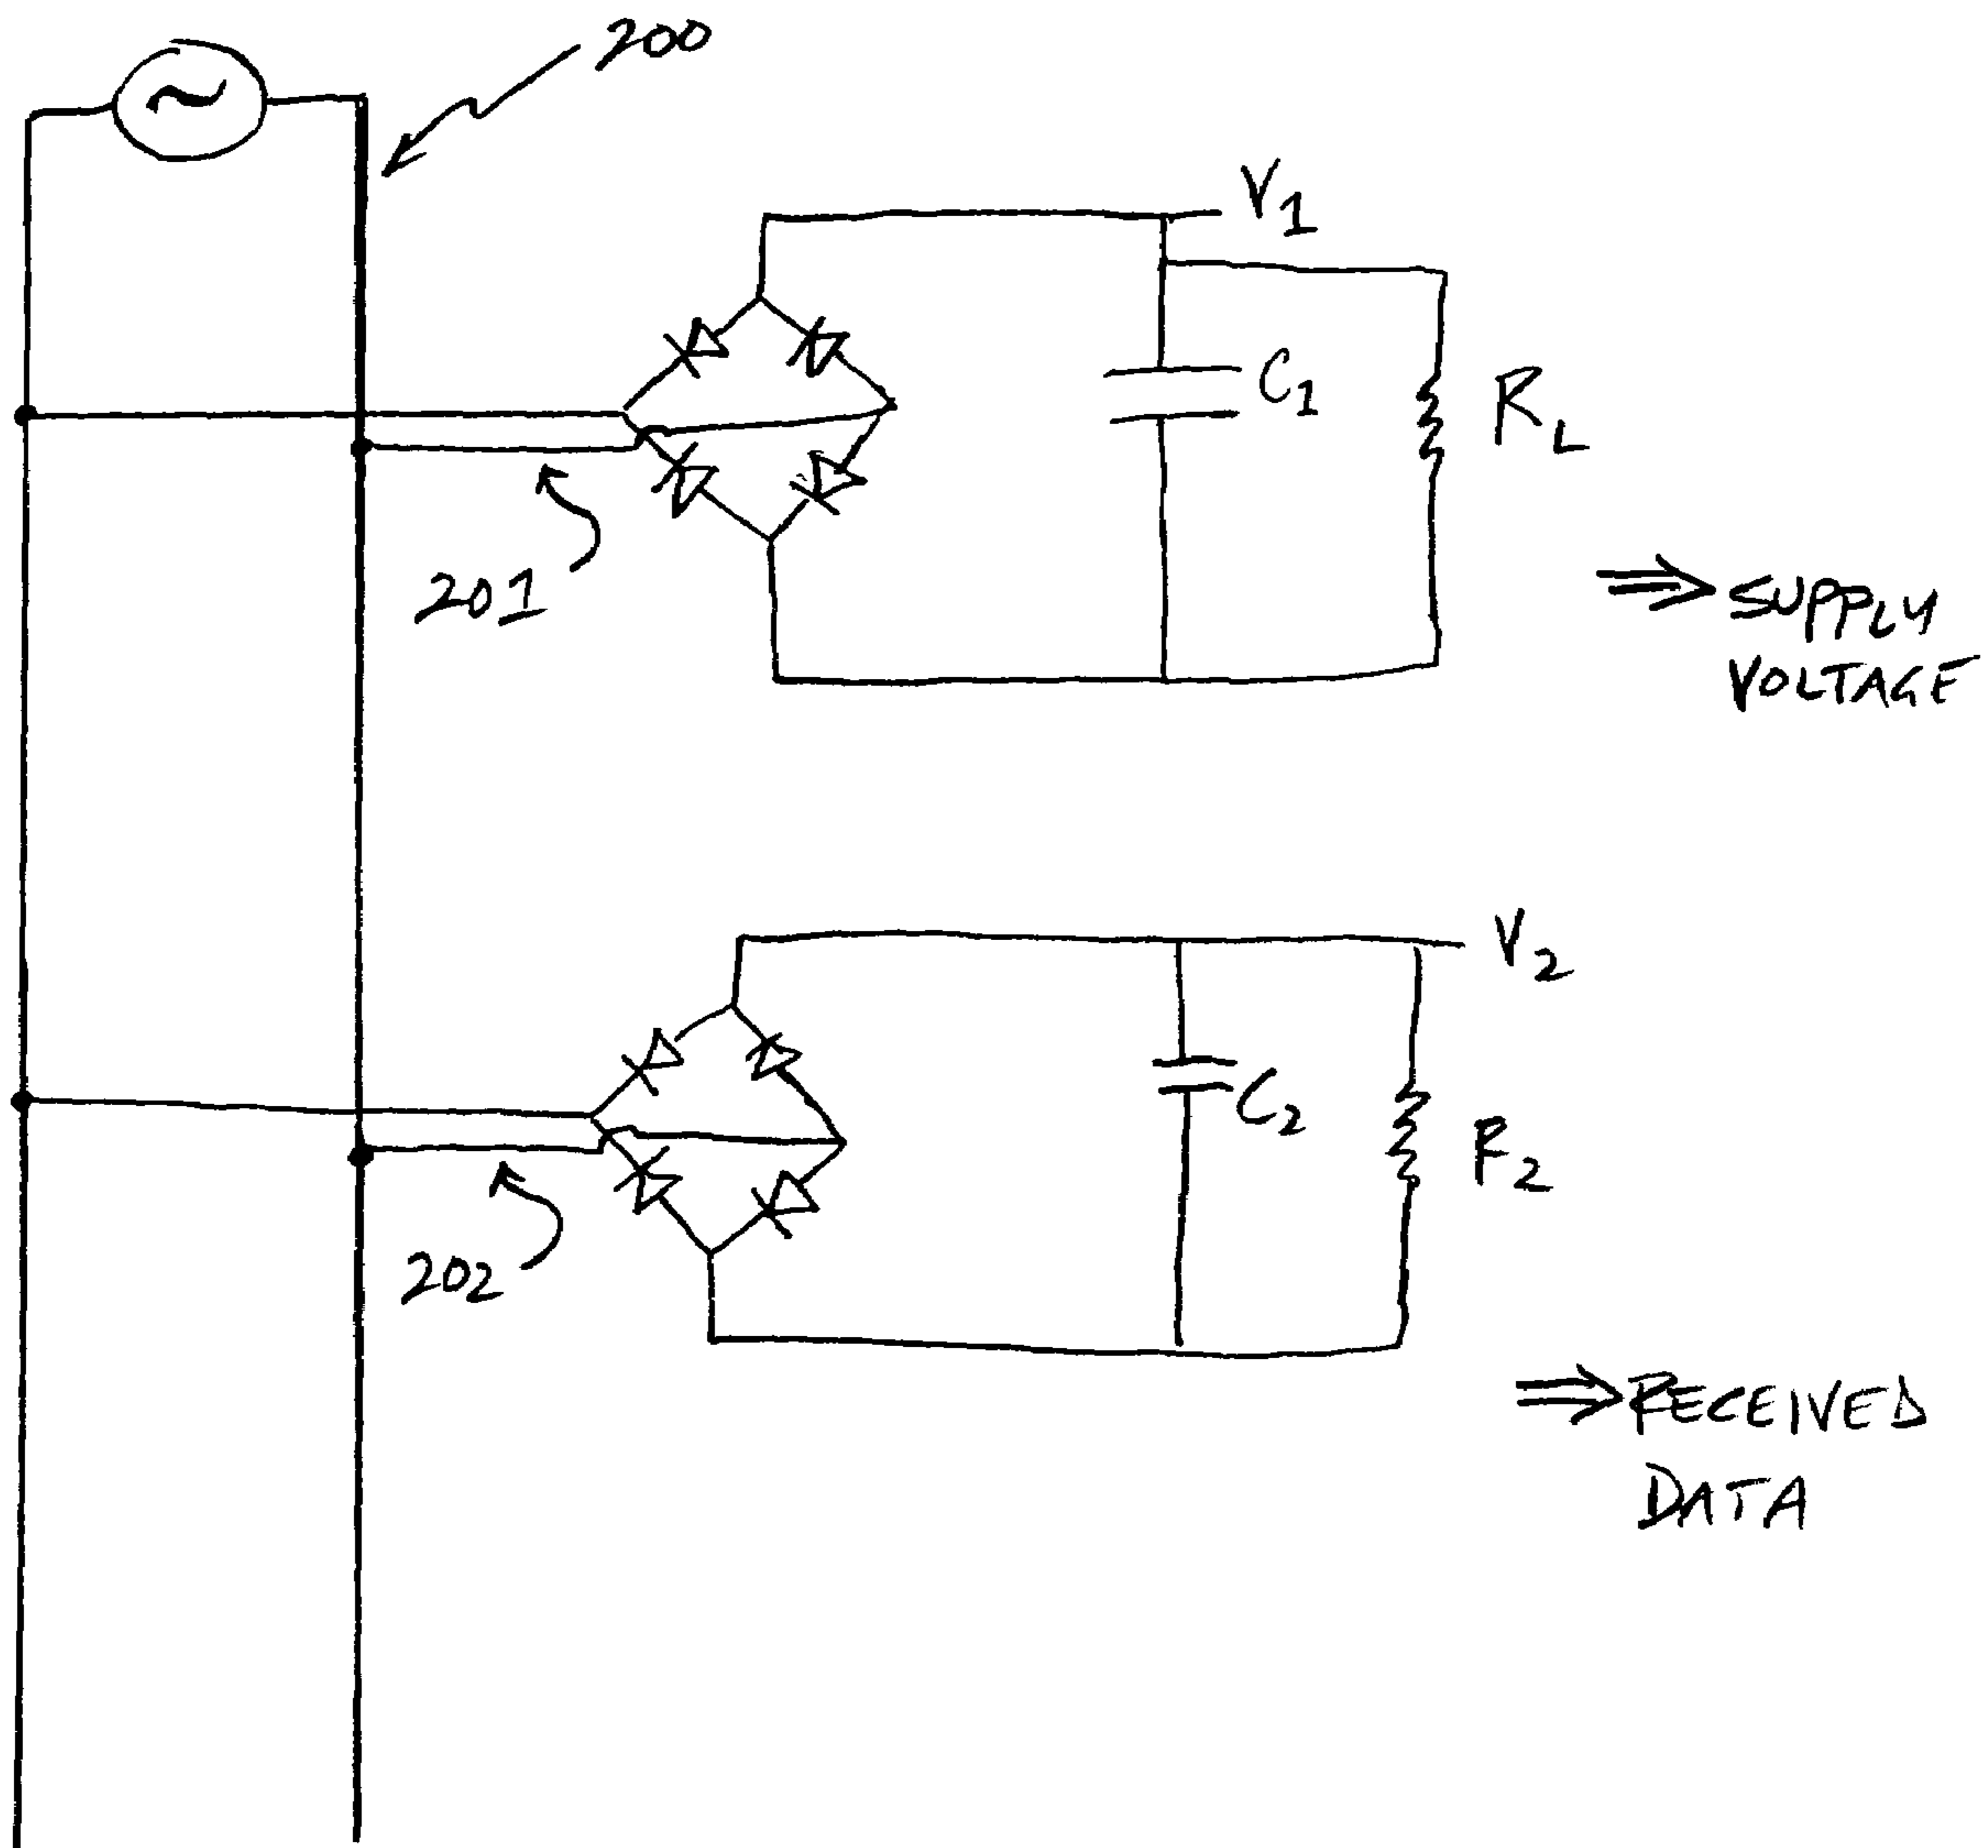 200
V1
C1
RL
201
⇒ SUPPLY
VOLTAGE
V2
C2
R2
202
⇒ RECEIVED
DATA